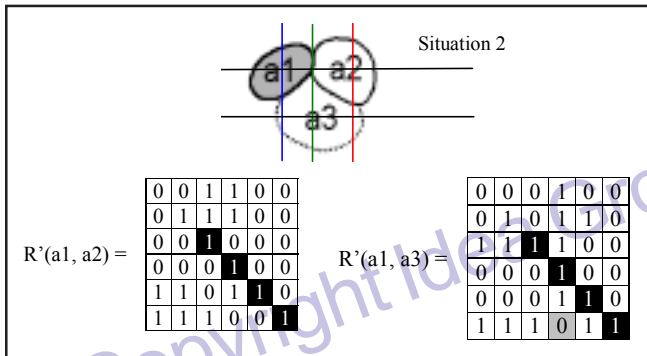 Situation 2
a1 a2
a3
R'(a1, a2) =
0 0 1 1 0 0
0 1 1 1 0 0
0 0 1 0 0 0
0 0 0 1 0 0
1 1 0 1 1 0
1 1 1 0 0 1
R'(a1, a3) =
0 0 0 1 0 0
0 1 0 1 1 0
1 1 1 1 0 0
0 0 0 1 0 0
0 0 0 1 1 0
1 1 1 0 1 1
Copyright Idea Gro